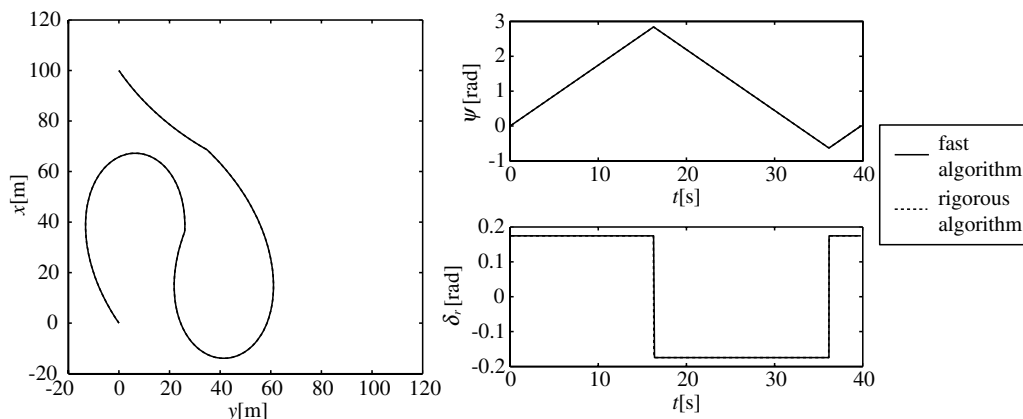 120
100
80
60
40
20
0
-20
x[m]
-20 0 20 40 60 80 100 120
y[m]
3
2
1
0
-1
ψ[rad]
0 10 20 30 40
t[s]
0.2
0.1
0
-0.1
-0.2
δr[rad]
0 10 20 30 40
t[s]
fast
algorithm
rigorous
algorithm